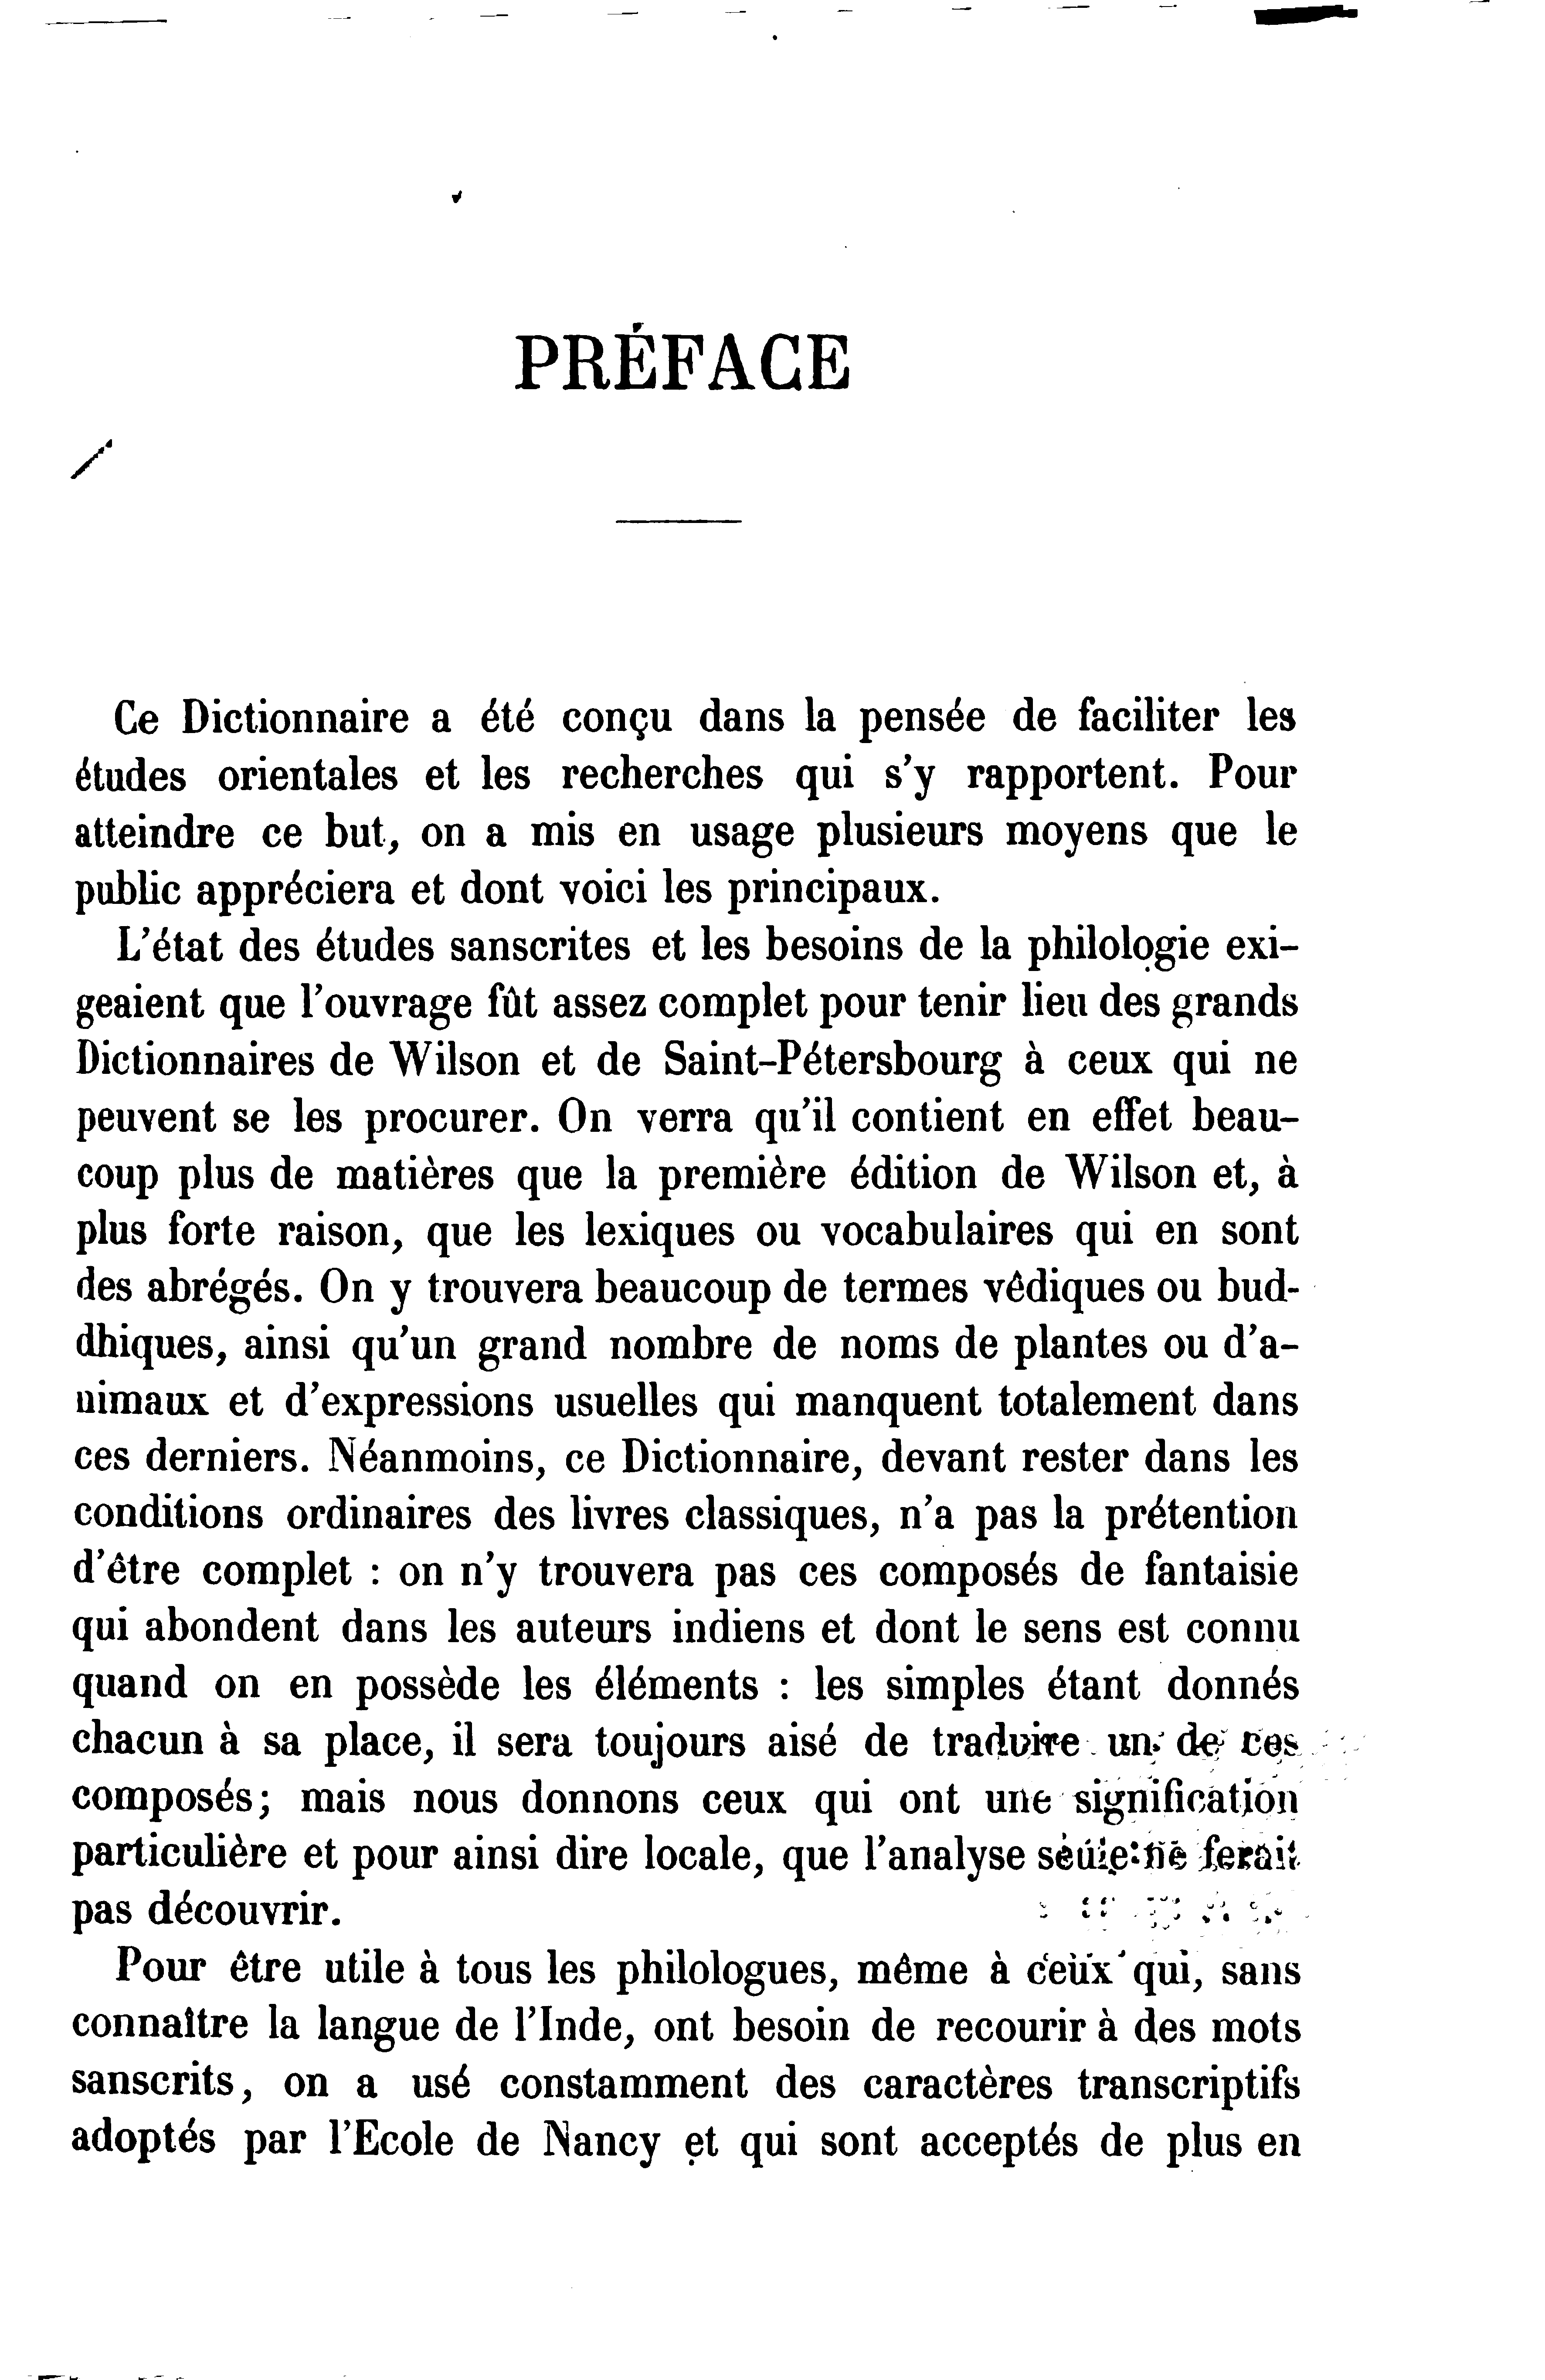 PRÉFACE
Ce Dictionnaire a été conçu dans la pensée de faciliter les
études orientales et les recherches qui s'y rapportent. Pour
atteindre ce but, on a mis en usage plusieurs moyens que le
public appréciera et dont voici les principaux.
L'état des études sanscrites et les besoins de la philologie exi-
geaient que l'ouvrage fût assez complet pour tenir lieu des grands
Dictionnaires de Wilson et de Saint-Pétersbourg à ceux qui ne
peuvent se les procurer. On verra qu'il contient en effet beau-
coup plus de matières que la première édition de Wilson et, à
plus forte raison, que les lexiques ou vocabulaires qui en sont
des abrégés. On y trouvera beaucoup de termes vêdiques ou bud-
dhiques, ainsi qu'un grand nombre de noms de plantes ou d'a-
nimaux et d'expressions usuelles qui manquent totalement dans
ces derniers. Néanmoins, ce Dictionnaire, devant rester dans les
conditions ordinaires des livres classiques, n'a pas la prétention
d'être complet : on n'y trouvera pas ces composés de fantaisie
qui abondent dans les auteurs indiens et dont le sens est connu
quand on en possède les éléments : les simples étant donnés
chacun à sa place, il sera toujours aisé de traduire un de ces
composés; mais nous donnons ceux qui ont une signification
particulière et pour ainsi dire locale, que l'analyse seule ne ferait
pas découvrir.
Pour être utile à tous les philologues, même à ceux qui, sans
connaître la langue de l'Inde, ont besoin de recourir à des mots
sanscrits, on a usé constamment des caractères transcriptifs
adoptés par l'Ecole de Nancy et qui sont acceptés de plus en